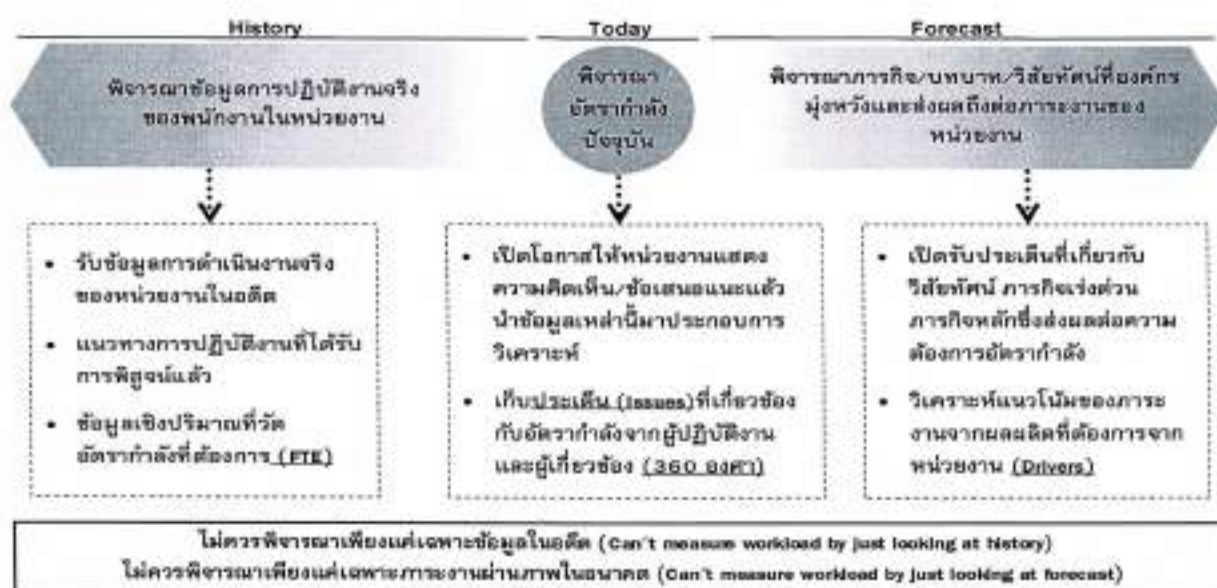 History
Today
Forecast
พิจารณาข้อมูลการปฏิบัติงานจริง
ของพนักงานในหน่วยงาน
พิจารณา
อัตรากำลัง
ปัจจุบัน
พิจารณาภารกิจ/บทบาท/วิสัยทัศน์ที่องค์กร
มุ่งหวังและส่งผลถึงต่อภาระงานของ
หน่วยงาน
• รับข้อมูลการดำเนินงานจริง
ของหน่วยงานในอดีต
• แนวทางการปฏิบัติงานที่ได้รับ
การพิสูจน์แล้ว
• ข้อมูลเชิงปริมาณที่วัด
อัตรากำลังที่ต้องการ (FTE)
• เปิดโอกาสให้หน่วยงานแสดง
ความคิดเห็น/ข้อเสนอแนะแล้ว
นำข้อมูลเหล่านี้มาประกอบการ
วิเคราะห์
• เก็บประเด็น (Issues)ที่เกี่ยวข้อง
กับอัตรากำลังจากผู้ปฏิบัติงาน
และผู้เกี่ยวข้อง (360 องศา)
• เปิดรับประเด็นที่เกี่ยวกับ
วิสัยทัศน์ ภารกิจเร่งด่วน
ภารกิจหลักซึ่งส่งผลต่อความ
ต้องการอัตรากำลัง
• วิเคราะห์แนวโน้มของภาระ
งานจากผลผลิตที่ต้องการจาก
หน่วยงาน (Drivers)
ไม่ควรพิจารณาเพียงแค่เฉพาะข้อมูลในอดีต (Can't measure workload by just looking at history)
ไม่ควรพิจารณาเพียงแค่เฉพาะภาระงานผ่านภาพในอนาคต (Can't measure workload by just looking at forecast)